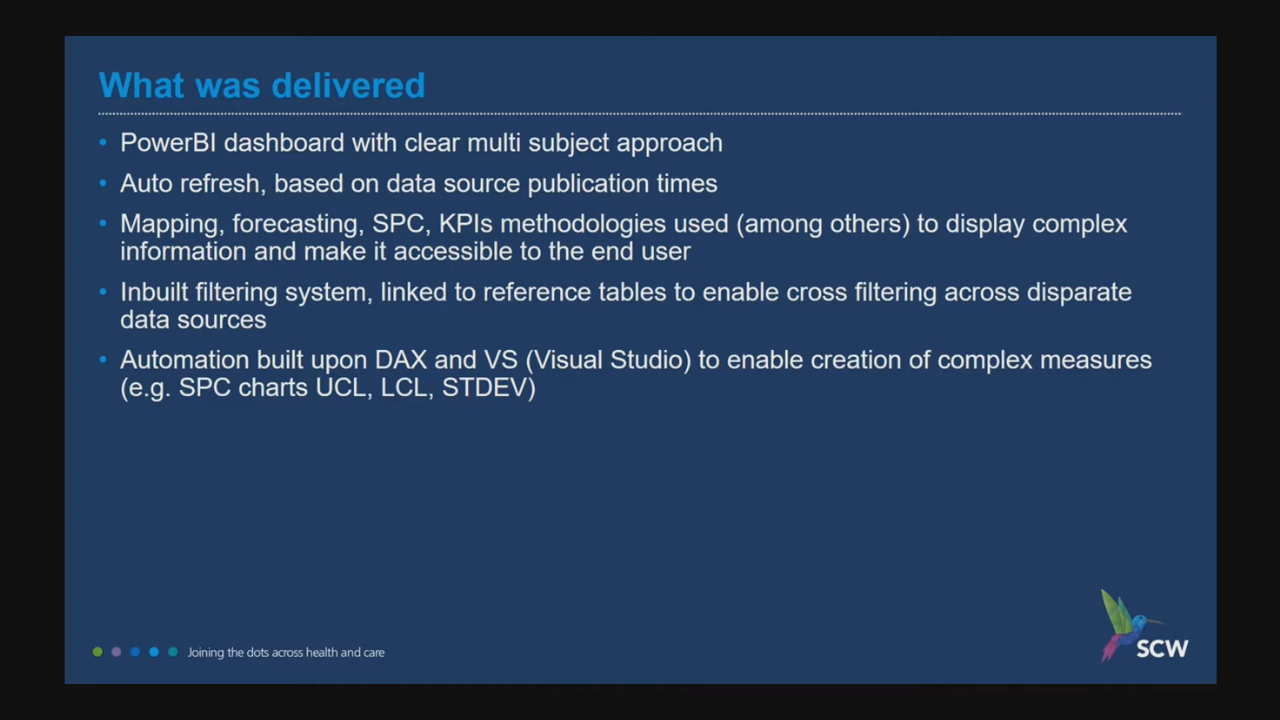 What was delivered
• PowerBI dashboard with clear multi subject approach
• Auto refresh, based on data source publication times
• Mapping, forecasting, SPC, KPIs methodologies used (among others) to display complex
information and make it accessible to the end user
• Inbuilt filtering system, linked to reference tables to enable cross filtering across disparate
data sources
• Automation built upon DAX and VS (Visual Studio) to enable creation of complex measures
(e.g. SPC charts UCL, LCL, STDEV)
Joining the dots across health and care
SCW